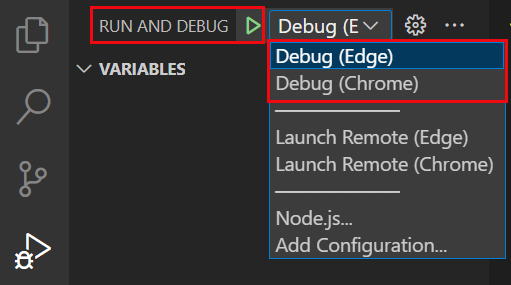 RUN AND DEBUG Debug (E
Debug (Edge)
VARIABLES
Debug (Chrome)
Launch Remote (Edge)
Launch Remote (Chrome)
Node.js...
Add Configuration...